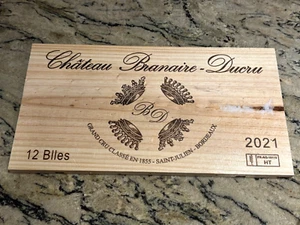 Château Branaire-Ducru
BD
GRAND CRU CLASSÉ EN 1855 - SAINT-JULIEN - BORDEAUX
12 Blles
2021
HT